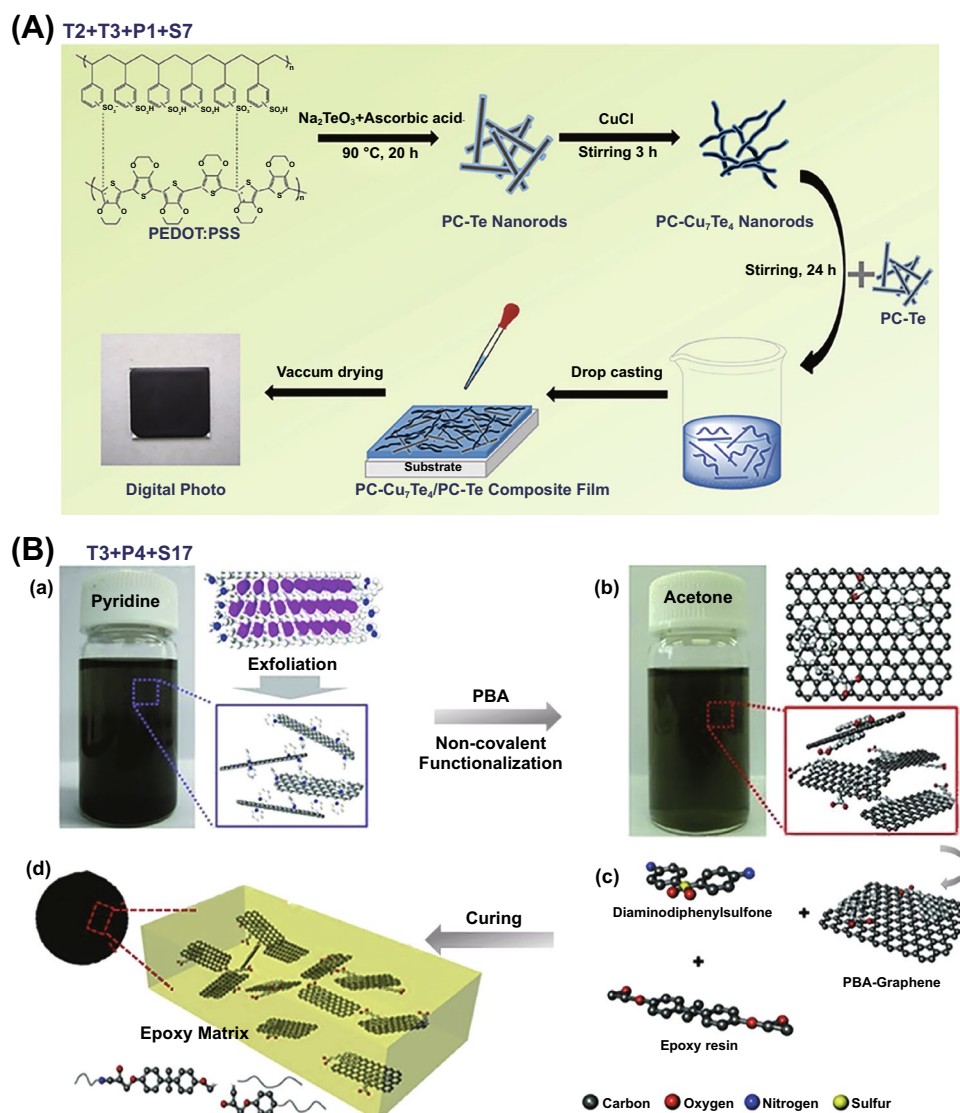 (A)
T2+T3+P1+S7
n
SO₃⁻ SO₃H SO₃H SO₃H SO₃⁻ SO₃H
Na₂TeO₃+Ascorbic acid
90 °C, 20 h
CuCl
Stirring 3 h
O O O O O O
S S S S S S
O O O O O O
n
PEDOT:PSS
PC-Te Nanorods
PC-Cu₇Te₄ Nanorods
Stirring, 24 h
PC-Te
Vaccum drying
Drop casting
Substrate
Digital Photo
PC-Cu₇Te₄/PC-Te Composite Film
(B)
T3+P4+S17
(a)
Pyridine
Exfoliation
PBA
Non-covalent
Functionalization
(b)
Acetone
(c)
Diaminodiphenylsulfone
+
PBA-Graphene
+
Epoxy resin
Curing
(d)
Epoxy Matrix
Carbon Oxygen Nitrogen Sulfur